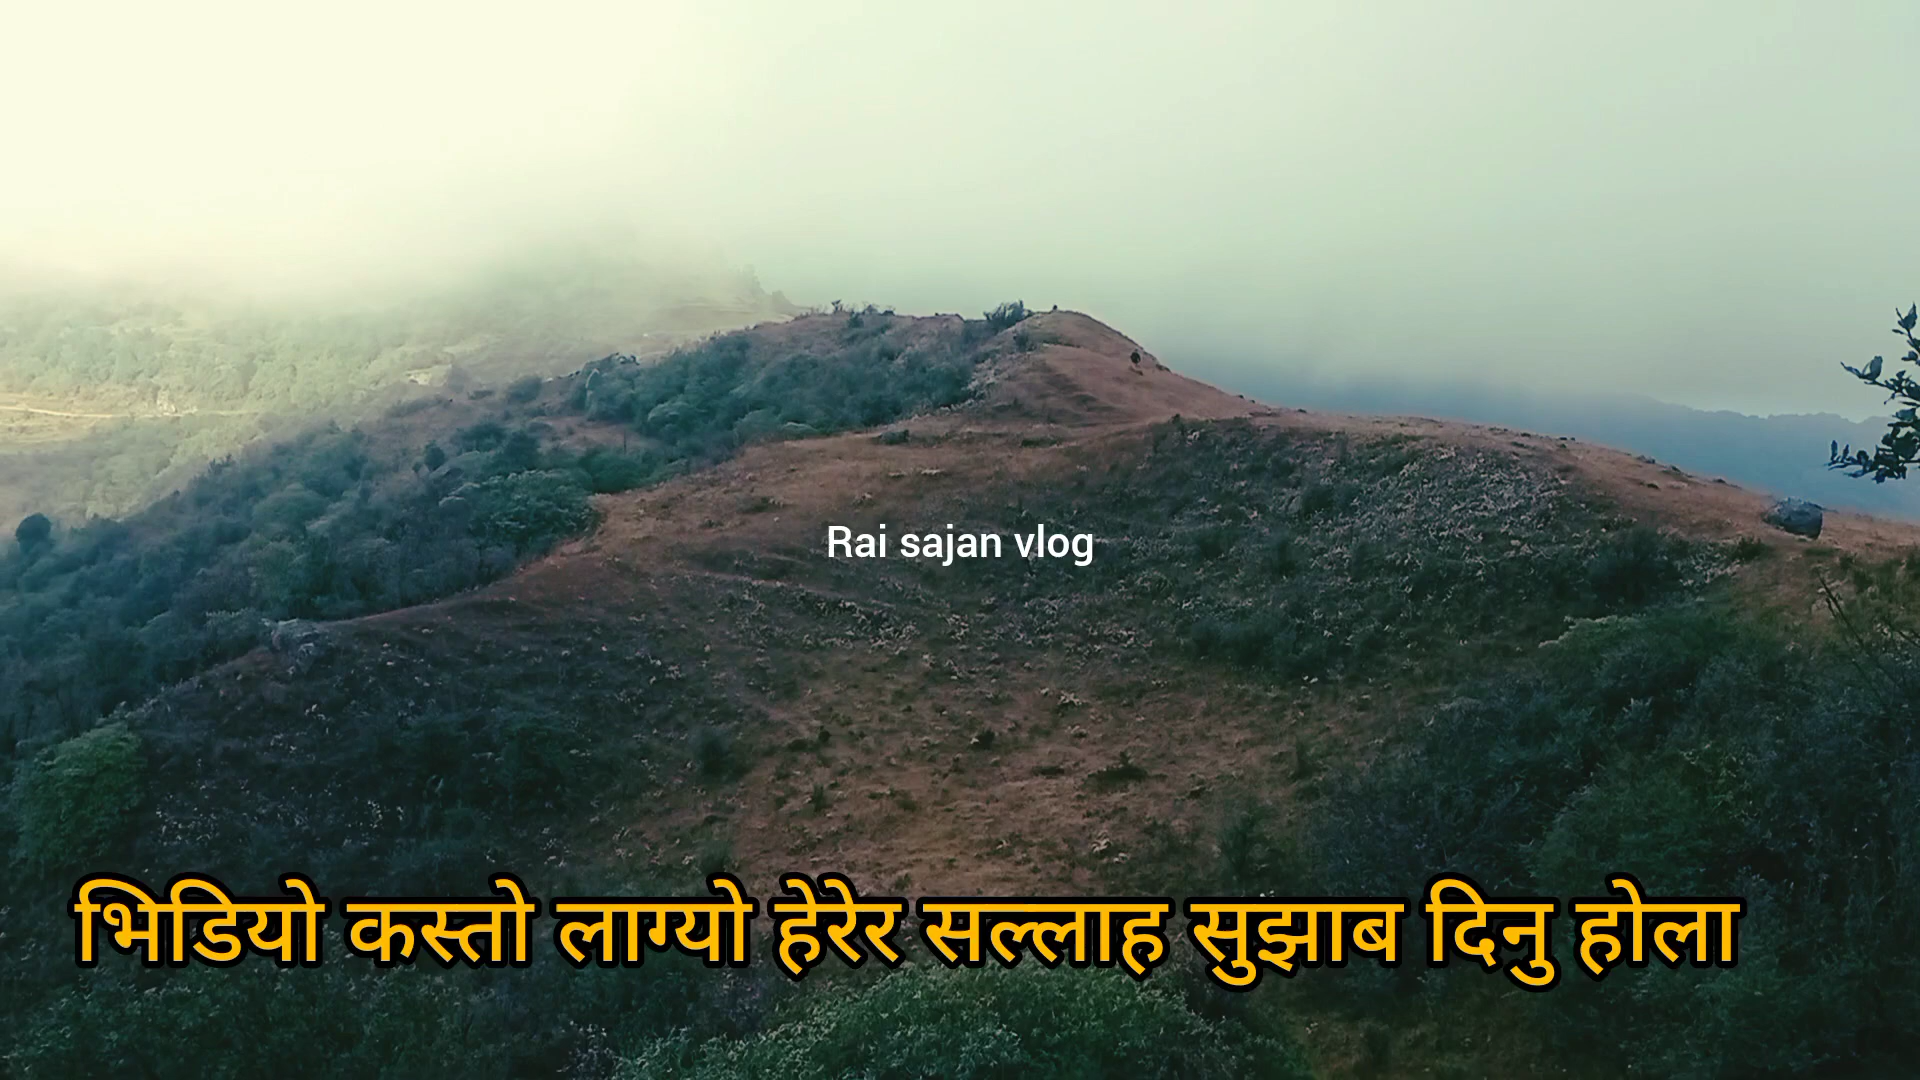 Rai sajan vlog
भिडियो कस्तो लाग्यो हेरेर सल्लाह सुझाब दिनु होला